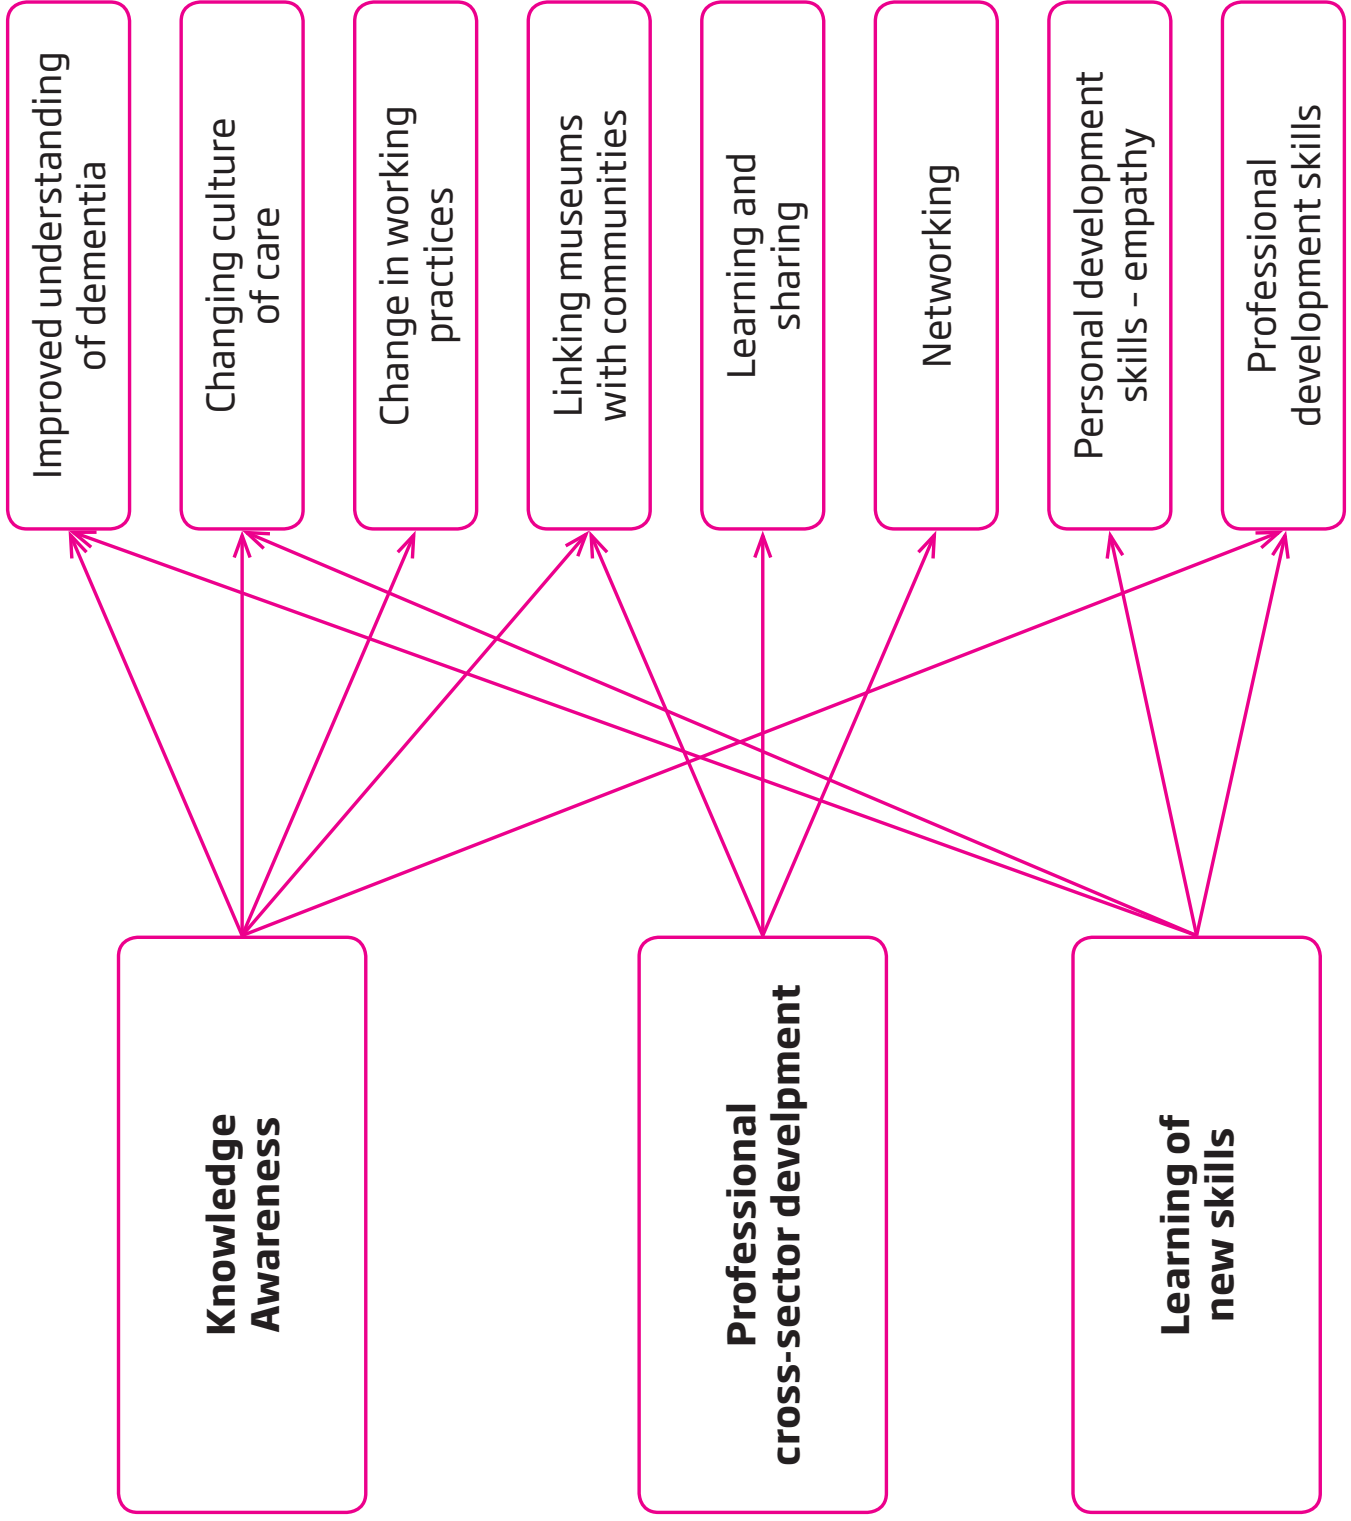 Knowledge
Awareness
Professional
cross-sector develpment
Learning of
new skills
Improved understanding
of dementia
Changing culture
of care
Change in working
practices
Linking museums
with communities
Learning and
sharing
Networking
Personal development
skills – empathy
Professional
development skills